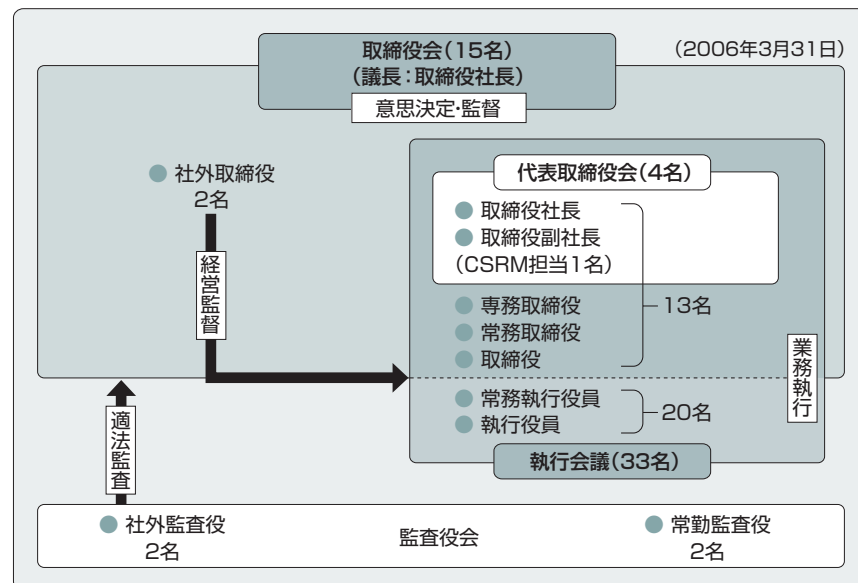 取締役会(15名)
(議長：取締役社長)
(2006年3月31日)
意思決定・監督
社外取締役
2名
経営監督
代表取締役会(4名)
取締役社長
取締役副社長
(CSRM担当1名)
専務取締役
常務取締役
取締役
13名
業務執行
常務執行役員
執行役員
20名
執行会議(33名)
適法監査
社外監査役
2名
監査役会
常勤監査役
2名